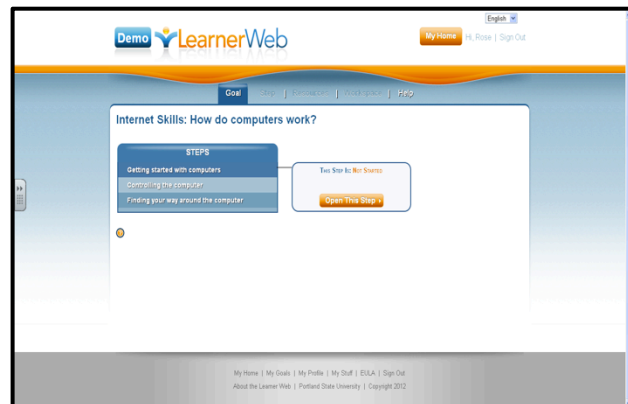 English
Demo LearnerWeb
My Home Hi, Rose | Sign Out
Goal | Step | Resources | Workspace | Help
Internet Skills: How do computers work?
STEPS
Getting started with computers
Controlling the computer
Finding your way around the computer
This Step Is Not Started
Open This Step
My Home | My Goals | My Profile | My Stuff | EULA | Sign Out
About the Learner Web | Portland State University | Copyright 2012